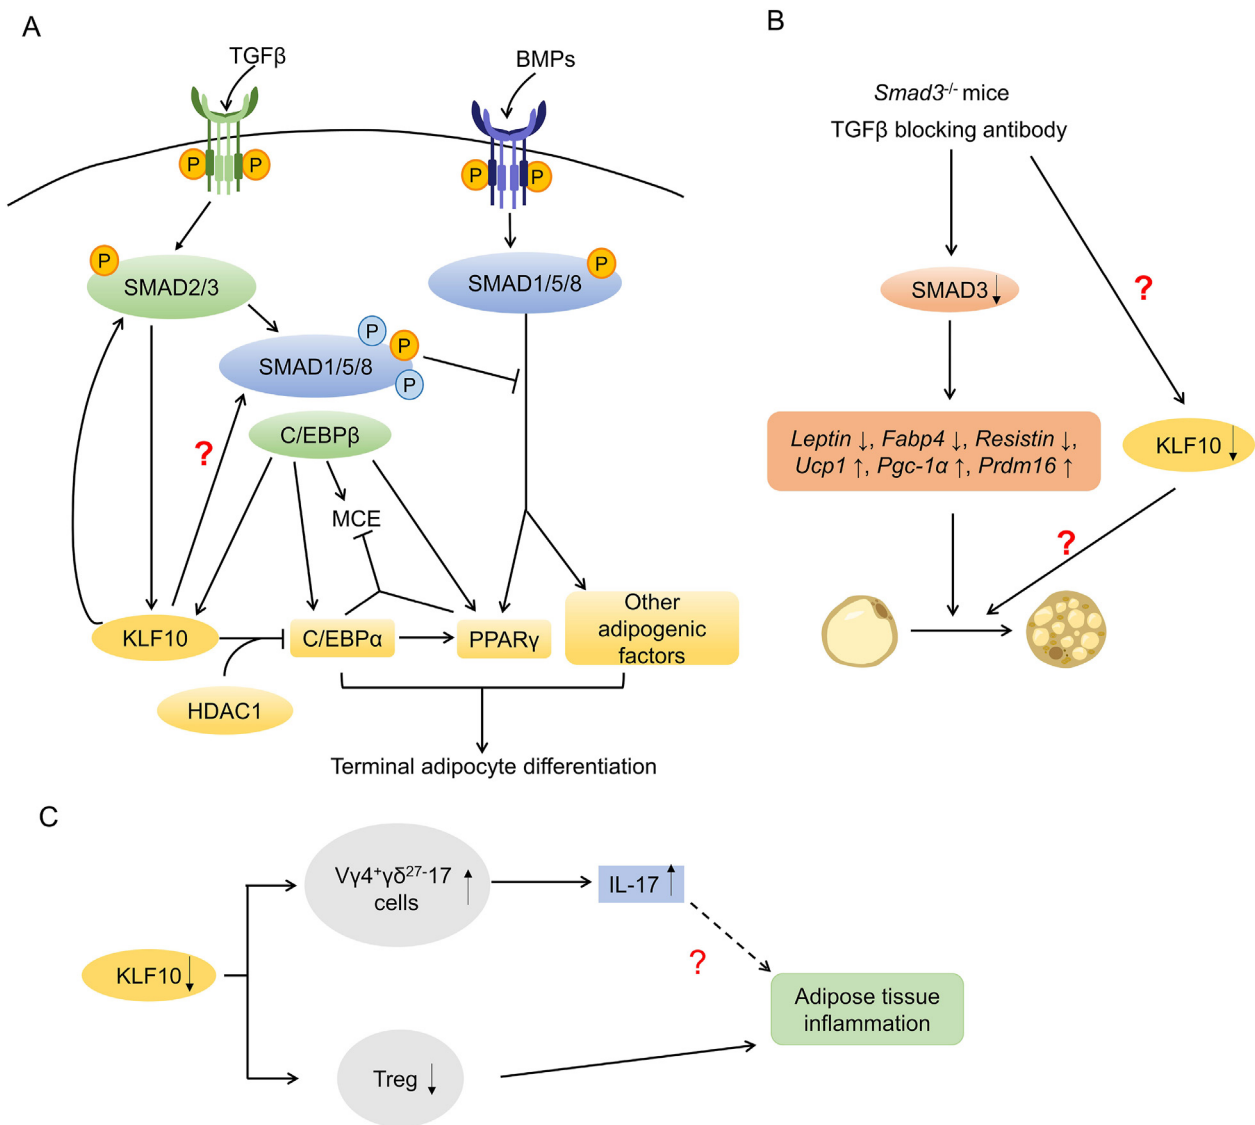 A
TGFβ
BMPs
P
P
P
P
P
SMAD2/3
P
SMAD1/5/8
P
P
P
SMAD1/5/8
?
C/EBPβ
MCE
KLF10
C/EBPα
PPARγ
Other
adipogenic
factors
HDAC1
Terminal adipocyte differentiation
B
Smad3-/- mice
TGFβ blocking antibody
?
SMAD3↓
Leptin ↓, Fabp4 ↓, Resistin ↓,
Ucp1 ↑, Pgc-1α ↑, Prdm16 ↑
KLF10↓
?
C
Vγ4+γδ27-17 ↑
cells
IL-17↑
KLF10↓
?
Adipose tissue
inflammation
Treg ↓